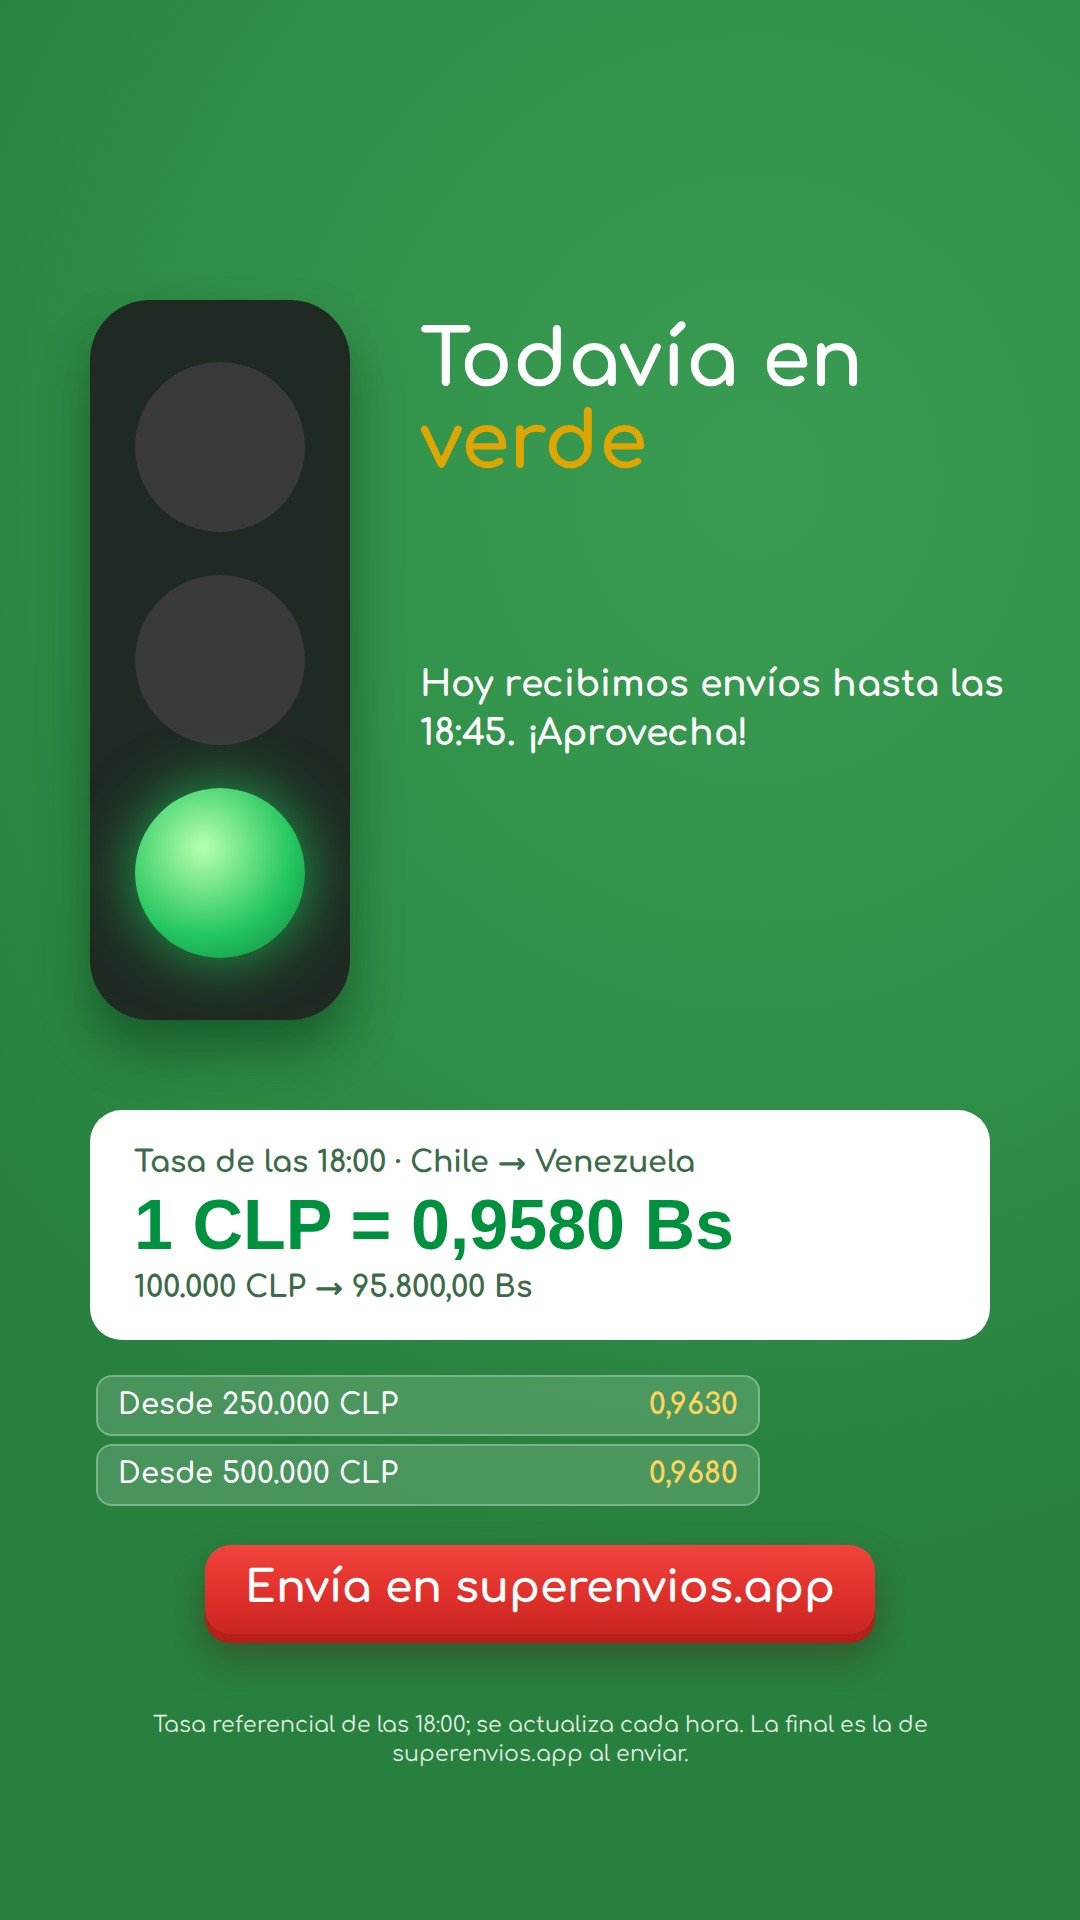 Todavía en
verde
Hoy recibimos envíos hasta las
18:45. ¡Aprovecha!
Tasa de las 18:00 · Chile → Venezuela
1 CLP = 0,9580 Bs
100.000 CLP → 95.800,00 Bs
Desde 250.000 CLP 0,9630
Desde 500.000 CLP 0,9680
Envía en superenvios.app
Tasa referencial de las 18:00; se actualiza cada hora. La final es la de
superenvios.app al enviar.